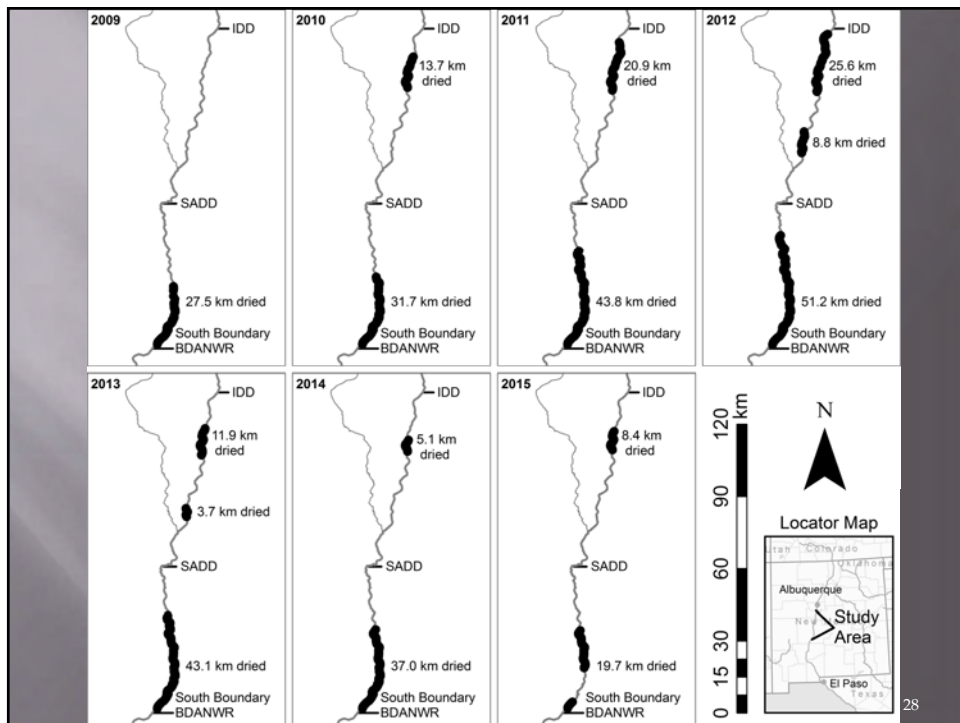 2009
IDD
SADD
27.5 km dried
South Boundary
BDANWR
2010
IDD
13.7 km
dried
SADD
31.7 km dried
South Boundary
BDANWR
2011
IDD
20.9 km
dried
SADD
43.8 km dried
South Boundary
BDANWR
2012
IDD
25.6 km
dried
8.8 km dried
SADD
51.2 km dried
South Boundary
BDANWR
2013
IDD
11.9 km
dried
3.7 km dried
SADD
43.1 km dried
South Boundary
BDANWR
2014
IDD
5.1 km
dried
SADD
37.0 km dried
South Boundary
BDANWR
2015
IDD
8.4 km
dried
SADD
19.7 km dried
South Boundary
BDANWR
km
120
90
60
30
15
0
N
Locator Map
Utah Colorado
Oklahoma
Albuquerque
Study
Area
El Paso
Texas
28